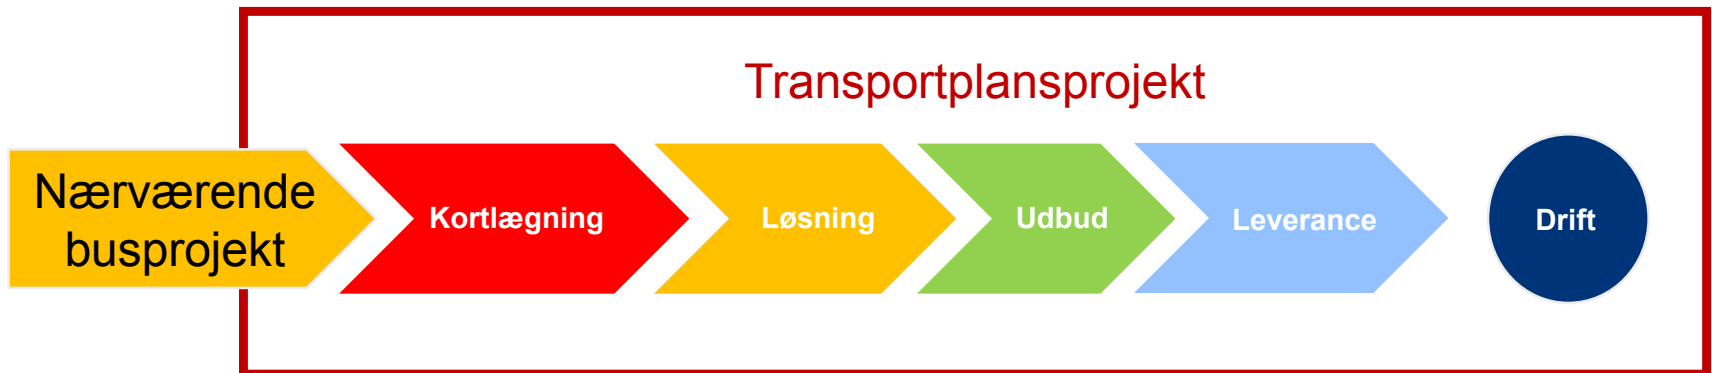 Transportplansprojekt
Nærværende
busprojekt
Kortlægning
Løsning
Udbud
Leverance
Drift